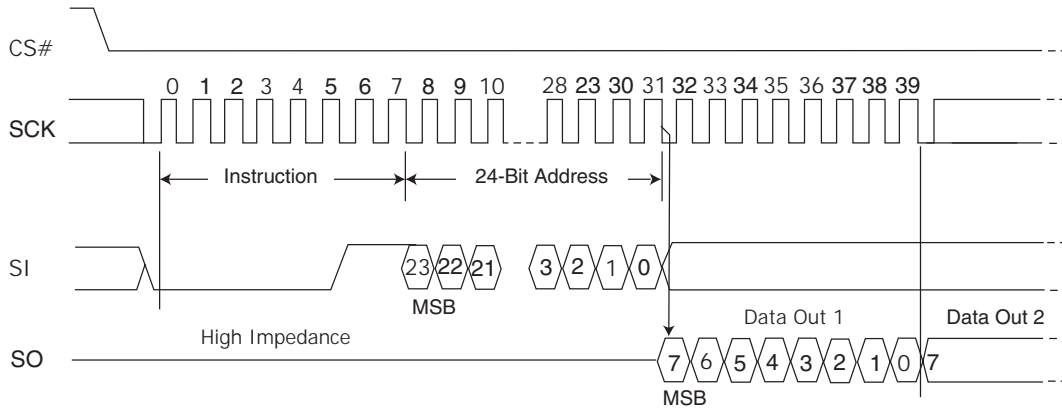 CS#
0 1 2 3 4 5 6 7 8 9 10 28 23 30 31 32 33 34 35 36 37 38 39
SCK
Instruction 24-Bit Address
SI 23 22 21 3 2 1 0
MSB
High Impedance Data Out 1 Data Out 2
SO 7 6 5 4 3 2 1 0 7
MSB